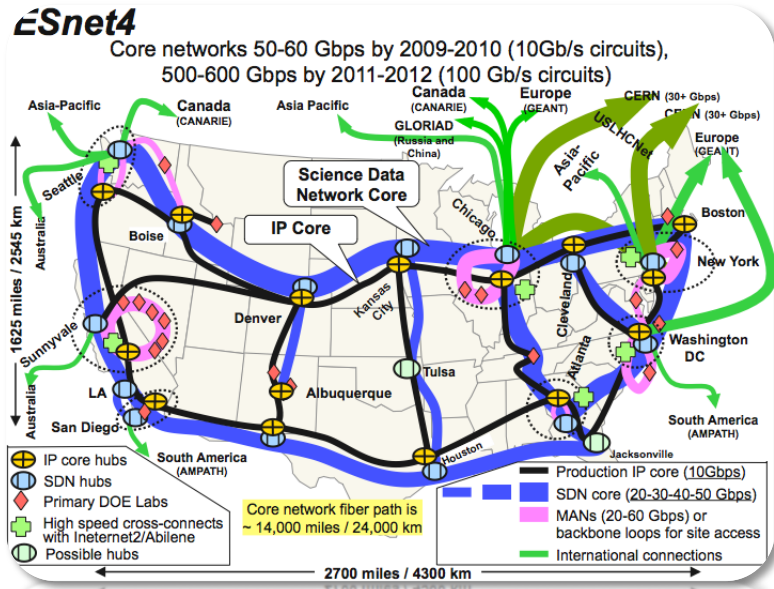 ESnet4
Core networks 50-60 Gbps by 2009-2010 (10Gb/s circuits),
500-600 Gbps by 2011-2012 (100 Gb/s circuits)
Asia-Pacific
Canada
(CANARIE)
Asia Pacific
Canada
(CANARIE)
Europe
(GEANT)
GLORIAD
(Russia and
China)
CERN (30+ Gbps)
CERN (30+ Gbps)
USLHCNet
Europe
(GEANT)
Asia-
Pacific
Seattle
Australia
1625 miles / 2545 km
Boise
Science Data
Network Core
IP Core
Chicago
Boston
New York
Cleveland
Denver
Kansas
City
Sunnyvale
Washington
DC
Atlanta
Tulsa
LA
Albuquerque
San Diego
Australia
South America
(AMPATH)
South America
(AMPATH)
Houston
Jacksonville
IP core hubs
SDN hubs
Primary DOE Labs
High speed cross-connects
with Ineternet2/Abilene
Possible hubs
Core network fiber path is
~ 14,000 miles / 24,000 km
Production IP core (10Gbps)
SDN core (20-30-40-50 Gbps)
MANs (20-60 Gbps) or
backbone loops for site access
International connections
2700 miles / 4300 km